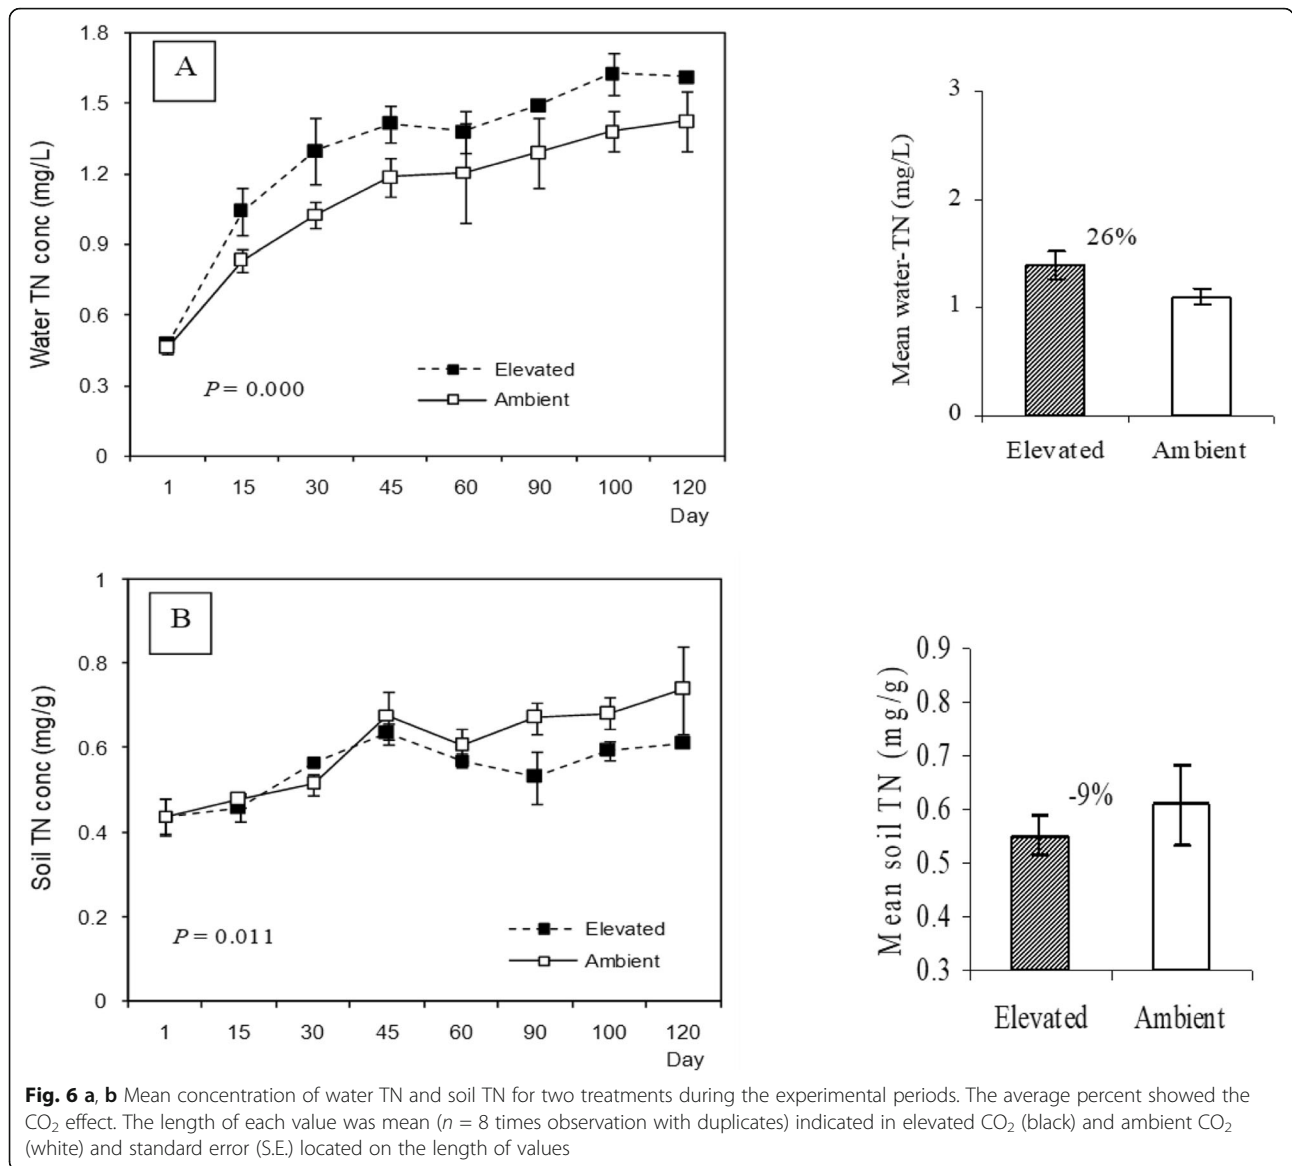 A
1.8
1.5
1.2
0.9
0.6
0.3
0
Water TN conc (mg/L)
P = 0.000
Elevated
Ambient
1 15 30 45 60 90 100 120
Day
3
2
1
0
Mean water-TN (mg/L)
26%
Elevated Ambient
B
1
0.8
0.6
0.4
0.2
0
Soil TN conc (mg/g)
P = 0.011
Elevated
Ambient
1 15 30 45 60 90 100 120
Day
0.9
0.8
0.7
0.6
0.5
0.4
0.3
Mean soil TN (mg/g)
-9%
Elevated Ambient
Fig. 6 a, b Mean concentration of water TN and soil TN for two treatments during the experimental periods. The average percent showed the
CO₂ effect. The length of each value was mean (n = 8 times observation with duplicates) indicated in elevated CO₂ (black) and ambient CO₂
(white) and standard error (S.E.) located on the length of values